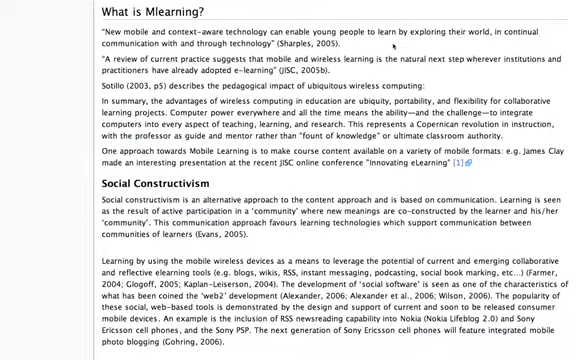 What is Mlearning?
"New mobile and context-aware technology can enable young people to learn by exploring their world, in continual
communication with and through technology" (Sharples, 2005).
"A review of current practice suggests that mobile and wireless learning is the natural next step wherever institutions and
practitioners have already adopted e-learning" (JISC, 2005b).
Sotillo (2003, p5) describes the pedagogical impact of ubiquitous wireless computing:
In summary, the advantages of wireless computing in education are ubiquity, portability, and flexibility for collaborative
learning projects. Computer power everywhere and all the time means the ability—and the challenge—to integrate
computers into every aspect of teaching, learning, and research. This represents a Copernican revolution in instruction,
with the professor as guide and mentor rather than "fount of knowledge" or ultimate classroom authority.
One approach towards Mobile Learning is to make course content available on a variety of mobile formats: e.g. James Clay
made an interesting presentation at the recent JISC online conference "Innovating eLearning" [1]
Social Constructivism
Social constructivism is an alternative approach to the content approach and is based on communication. Learning is seen
as the result of active participation in a 'community' where new meanings are co-constructed by the learner and his/her
'community'. This communication approach favours learning technologies which support communication between
communities of learners (Evans, 2005).
Learning by using the mobile wireless devices as a means to leverage the potential of current and emerging collaborative
and reflective elearning tools (e.g. blogs, wikis, RSS, instant messaging, podcasting, social book marking, etc...) (Farmer,
2004; Glogoff, 2005; Kaplan-Leiserson, 2004). The development of 'social software' is seen as one of the characteristics of
what has been coined the 'web2' development (Alexander, 2006; Alexander et al., 2006; Wilson, 2006). The popularity of
these social, web-based tools is demonstrated by the design and support of current and soon to be released consumer
mobile devices. An example is the inclusion of RSS newsreading capability into Nokia (Nokia Lifeblog 2.0) and Sony
Ericsson cell phones, and the Sony PSP. The next generation of Sony Ericsson cell phones will feature integrated mobile
photo blogging (Gohring, 2006).